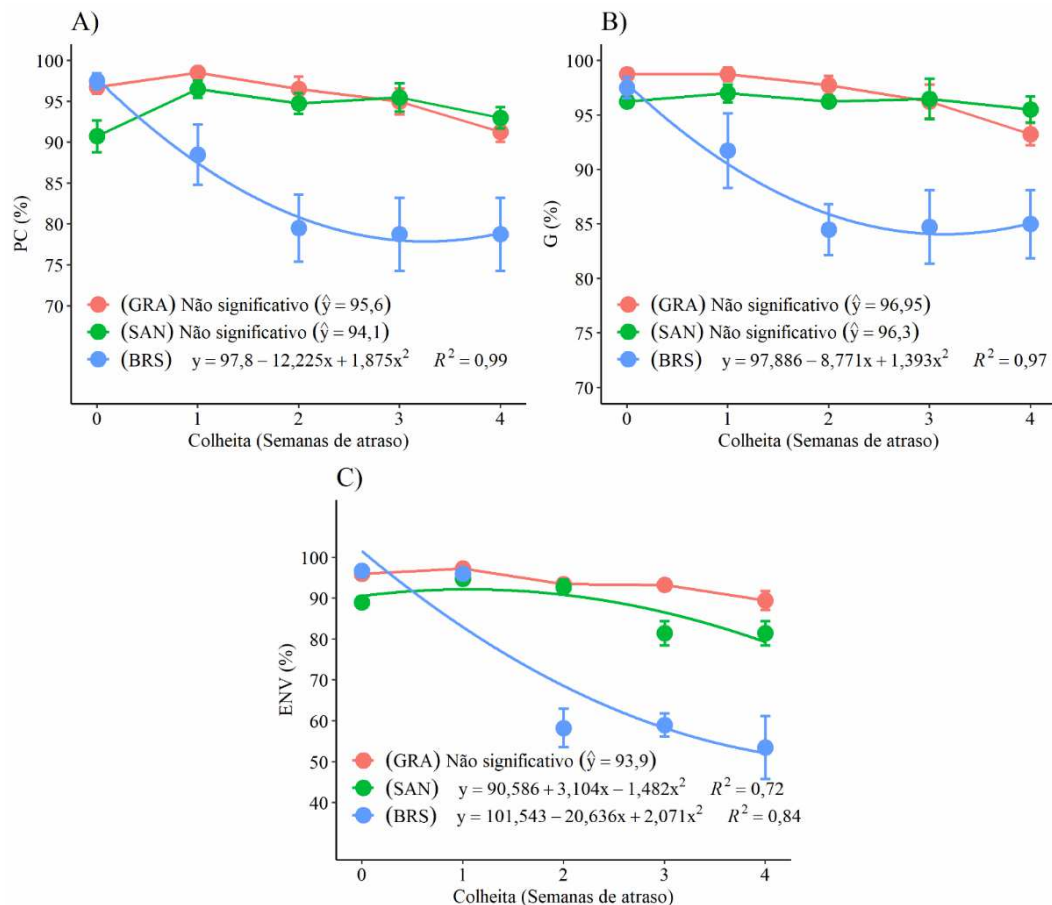 A)
100
95
90
85
80
75
70
PC (%)
(GRA) Não significativo (ŷ = 95,6)
(SAN) Não significativo (ŷ = 94,1)
(BRS) y = 97,8 − 12,225x + 1,875x² R² = 0,99
0 1 2 3 4
Colheita (Semanas de atraso)
B)
100
95
90
85
80
75
70
G (%)
(GRA) Não significativo (ŷ = 96,95)
(SAN) Não significativo (ŷ = 96,3)
(BRS) y = 97,886 − 8,771x + 1,393x² R² = 0,97
0 1 2 3 4
Colheita (Semanas de atraso)
C)
100
90
80
70
60
50
40
ENV (%)
(GRA) Não significativo (ŷ = 93,9)
(SAN) y = 90,586 + 3,104x − 1,482x² R² = 0,72
(BRS) y = 101,543 − 20,636x + 2,071x² R² = 0,84
0 1 2 3 4
Colheita (Semanas de atraso)